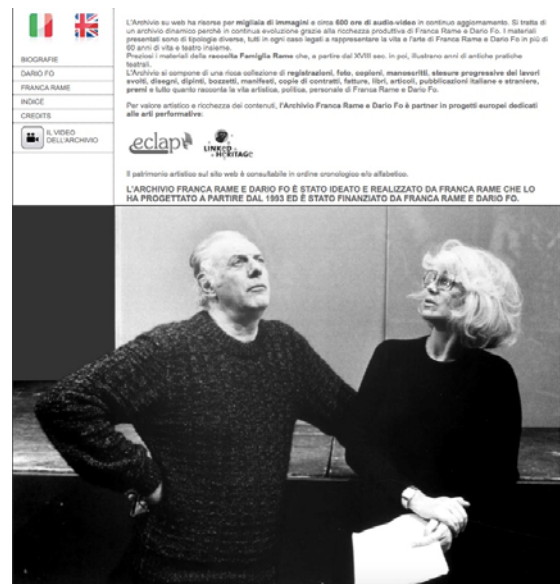 BIOGRAFIE
DARIO FO
FRANCA RAME
INDICE
CREDITS
IL VIDEO
DELL'ARCHIVIO
L'Archivio su web ha risorse per migliaia di immagini e circa 600 ore di audio-video in continuo aggiornamento. Si tratta di
un archivio dinamico perché in continua evoluzione grazie alla ricchezza produttiva di Franca Rame e Dario Fo. I materiali
presentati sono di tipologie diverse, tutti in ogni caso legati a rappresentare la vita e l'arte di Franca Rame e Dario Fo in più di
60 anni di vita e teatro insieme.
Preziosi i materiali della raccolta Famiglia Rame che, a partire dal XVIII sec. in poi, illustrano anni di antiche pratiche
teatrali.
L'Archivio si compone di una ricca collezione di registrazioni, foto, copioni, manoscritti, stesure progressive dei lavori
svolti, disegni, dipinti, bozzetti, manifesti, copie di contratti, fatture, libri, articoli, pubblicazioni italiane e straniere,
premi e tutto quanto racconta la vita artistica, politica, personale di Franca Rame e Dario Fo.
Per valore artistico e ricchezza dei contenuti, l'Archivio Franca Rame e Dario Fo è partner in progetti europei dedicati
alle arti performative:
eclap
LINKED
HERITAGE
Il patrimonio artistico sul sito web è consultabile in ordine cronologico e/o alfabetico.
L'ARCHIVIO FRANCA RAME E DARIO FO È STATO IDEATO E REALIZZATO DA FRANCA RAME CHE LO
HA PROGETTATO A PARTIRE DAL 1993 ED È STATO FINANZIATO DA FRANCA RAME E DARIO FO.